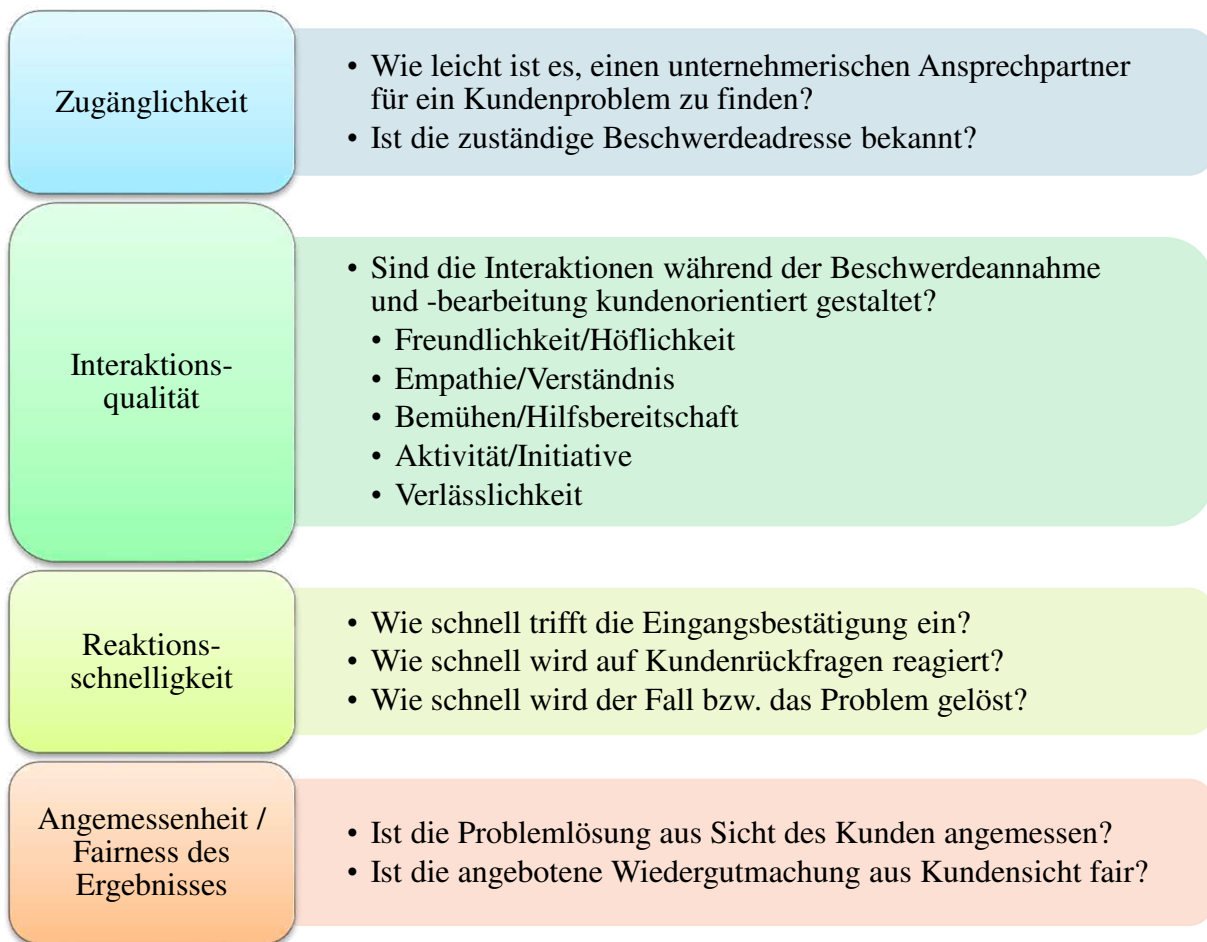 Zugänglichkeit
• Wie leicht ist es, einen unternehmerischen Ansprechpartner
für ein Kundenproblem zu finden?
• Ist die zuständige Beschwerdeadresse bekannt?
Interaktions-
qualität
• Sind die Interaktionen während der Beschwerdeannahme
und -bearbeitung kundenorientiert gestaltet?
• Freundlichkeit/Höflichkeit
• Empathie/Verständnis
• Bemühen/Hilfsbereitschaft
• Aktivität/Initiative
• Verlässlichkeit
Reaktions-
schnelligkeit
• Wie schnell trifft die Eingangsbestätigung ein?
• Wie schnell wird auf Kundenrückfragen reagiert?
• Wie schnell wird der Fall bzw. das Problem gelöst?
Angemessenheit /
Fairness des
Ergebnisses
• Ist die Problemlösung aus Sicht des Kunden angemessen?
• Ist die angebotene Wiedergutmachung aus Kundensicht fair?